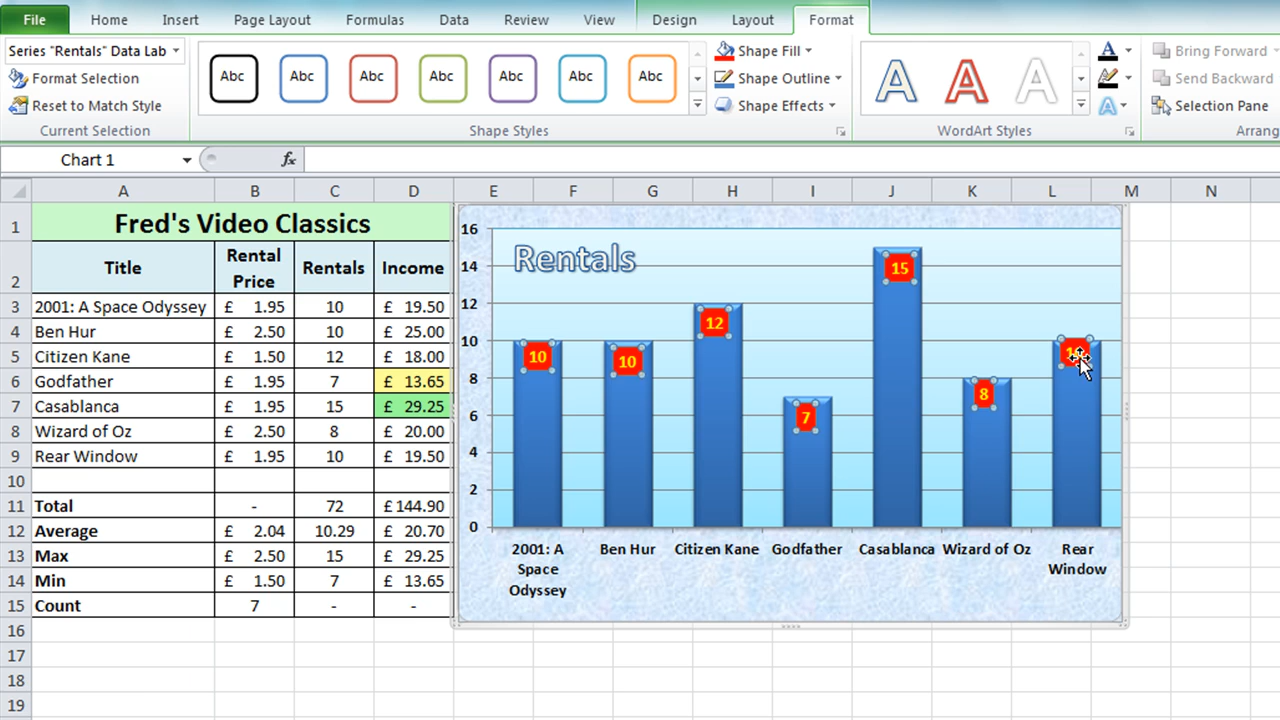 File Home Insert Page Layout Formulas Data Review View Design Layout Format
Series "Rentals" Data Lab
Format Selection
Reset to Match Style
Current Selection
Abc Abc Abc Abc Abc Abc Abc
Shape Styles
Shape Fill
Shape Outline
Shape Effects
A A A A A
WordArt Styles
Bring Forward
Send Backward
Selection Pane
Arrang
Chart 1 fx
A B C D E F G H I J K L M N
1 Fred's Video Classics
2 Title Rental Price Rentals Income
3 2001: A Space Odyssey £ 1.95 10 £ 19.50
4 Ben Hur £ 2.50 10 £ 25.00
5 Citizen Kane £ 1.50 12 £ 18.00
6 Godfather £ 1.95 7 £ 13.65
7 Casablanca £ 1.95 15 £ 29.25
8 Wizard of Oz £ 2.50 8 £ 20.00
9 Rear Window £ 1.95 10 £ 19.50
10
11 Total - 72 £ 144.90
12 Average £ 2.04 10.29 £ 20.70
13 Max £ 2.50 15 £ 29.25
14 Min £ 1.50 7 £ 13.65
15 Count 7 - -
16
17
18
19
Rentals
16
14
12
10
8
6
4
2
0
10 10 12 7 15 8
2001: A Space Odyssey
Ben Hur
Citizen Kane
Godfather
Casablanca
Wizard of Oz
Rear Window